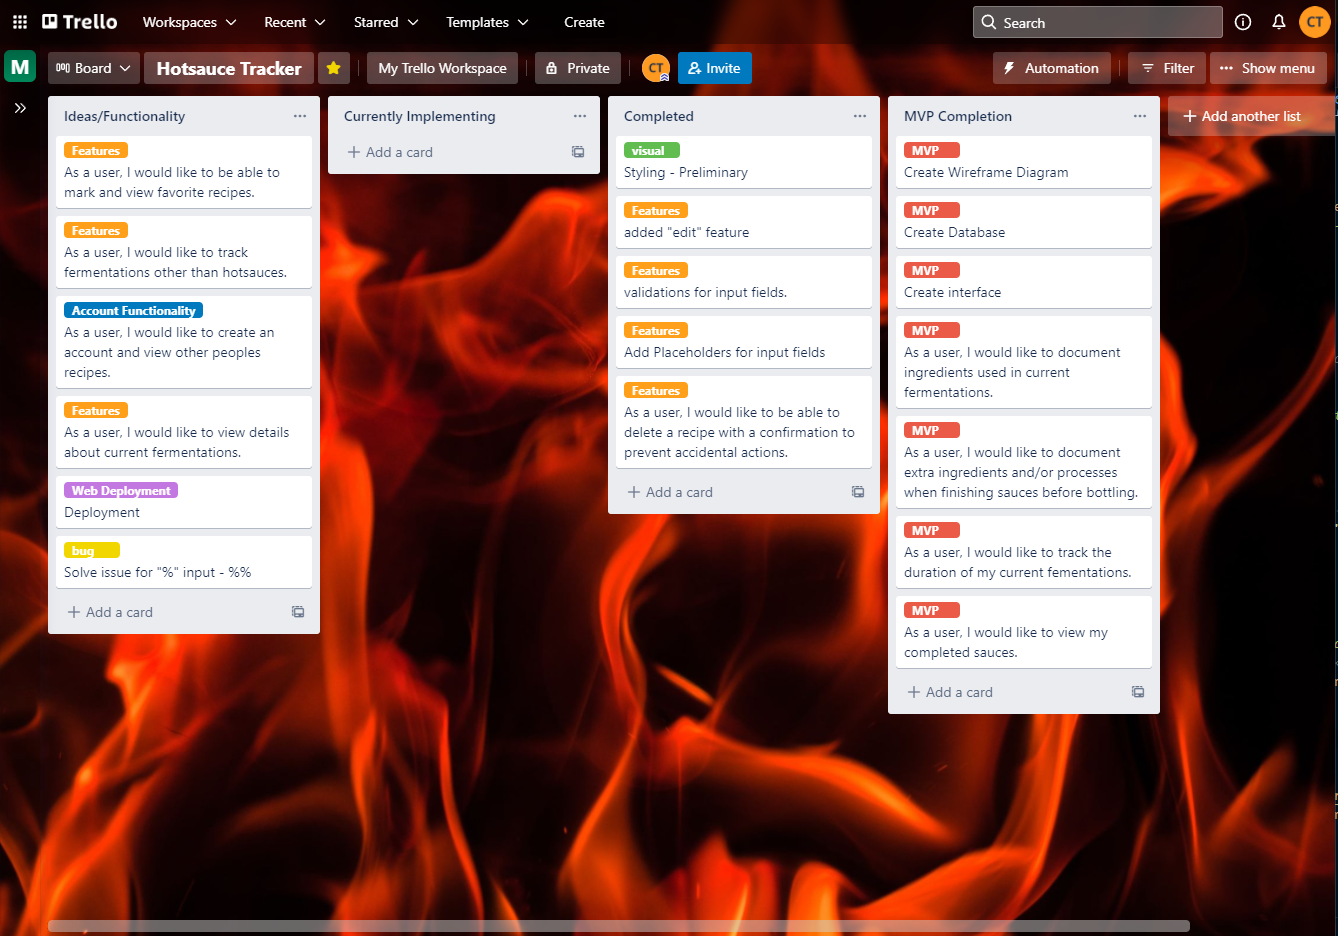 Trello
Workspaces
Recent
Starred
Templates
Create
Search
CT
M
Board
Hotsauce Tracker
My Trello Workspace
Private
CT
Invite
Automation
Filter
Show menu
Ideas/Functionality
Features
As a user, I would like to be able to
mark and view favorite recipes.
Features
As a user, I would like to track
fermentations other than hotsauces.
Account Functionality
As a user, I would like to create an
account and view other peoples
recipes.
Features
As a user, I would like to view details
about current fermentations.
Web Deployment
Deployment
bug
Solve issue for "%" input - %%
Add a card
Currently Implementing
Add a card
Completed
visual
Styling - Preliminary
Features
added "edit" feature
Features
validations for input fields.
Features
Add Placeholders for input fields
Features
As a user, I would like to be able to
delete a recipe with a confirmation to
prevent accidental actions.
Add a card
MVP Completion
MVP
Create Wireframe Diagram
MVP
Create Database
MVP
Create interface
MVP
As a user, I would like to document
ingredients used in current
fermentations.
MVP
As a user, I would like to document
extra ingredients and/or processes
when finishing sauces before bottling.
MVP
As a user, I would like to track the
duration of my current fementations.
MVP
As a user, I would like to view my
completed sauces.
Add a card
Add another list